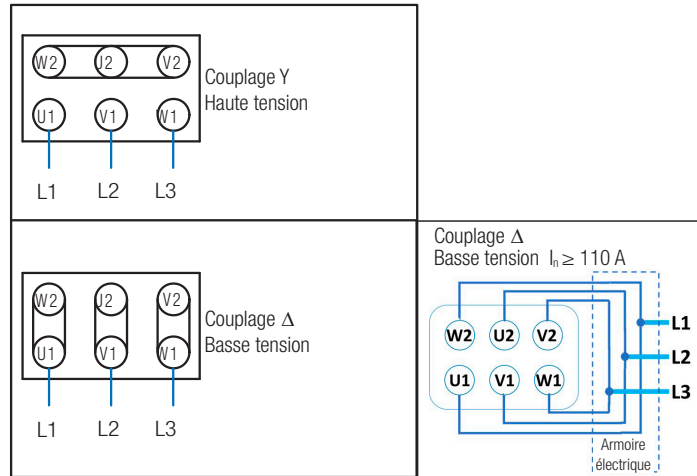 W2 U2 V2
Couplage Y
Haute tension
U1 V1 W1
L1 L2 L3
W2 U2 V2
Couplage Δ
Basse tension
U1 V1 W1
L1 L2 L3
Couplage Δ
Basse tension Iₙ ≥ 110 A
L1
W2 U2 V2
L2
U1 V1 W1
L3
Armoire
électrique